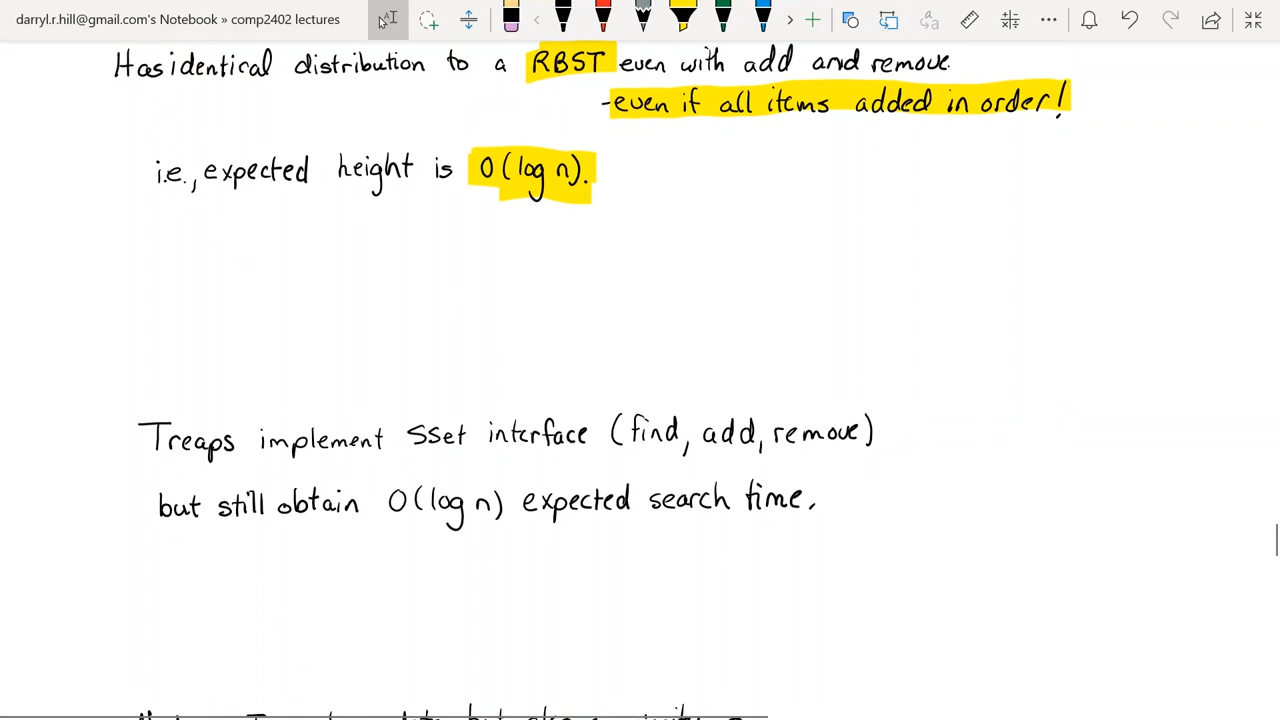 darryl.r.hill@gmail.com's Notebook » comp2402 lectures
Has identical distribution to a RBST even with add and remove.
-even if all items added in order!
i.e., expected height is O(log n).
Treaps implement SSet interface (find, add, remove)
but still obtain O(log n) expected search time.